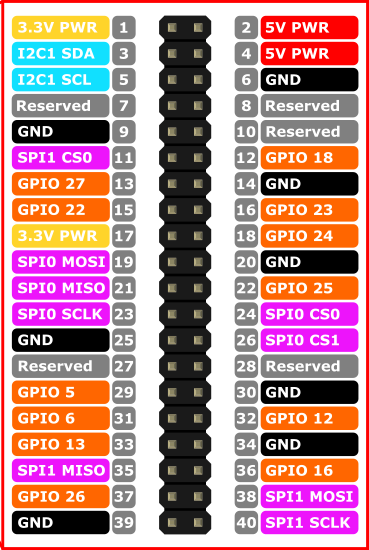 3.3V PWR 1 2 5V PWR
I2C1 SDA 3 4 5V PWR
I2C1 SCL 5 6 GND
Reserved 7 8 Reserved
GND 9 10 Reserved
SPI1 CS0 11 12 GPIO 18
GPIO 27 13 14 GND
GPIO 22 15 16 GPIO 23
3.3V PWR 17 18 GPIO 24
SPI0 MOSI 19 20 GND
SPI0 MISO 21 22 GPIO 25
SPI0 SCLK 23 24 SPI0 CS0
GND 25 26 SPI0 CS1
Reserved 27 28 Reserved
GPIO 5 29 30 GND
GPIO 6 31 32 GPIO 12
GPIO 13 33 34 GND
SPI1 MISO 35 36 GPIO 16
GPIO 26 37 38 SPI1 MOSI
GND 39 40 SPI1 SCLK